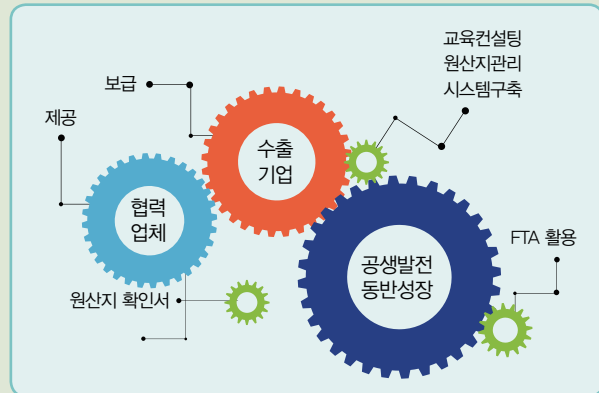 교육컨설팅
원산지관리
시스템구축
보급
제공
수출
기업
협력
업체
공생발전
동반성장
FTA 활용
원산지 확인서